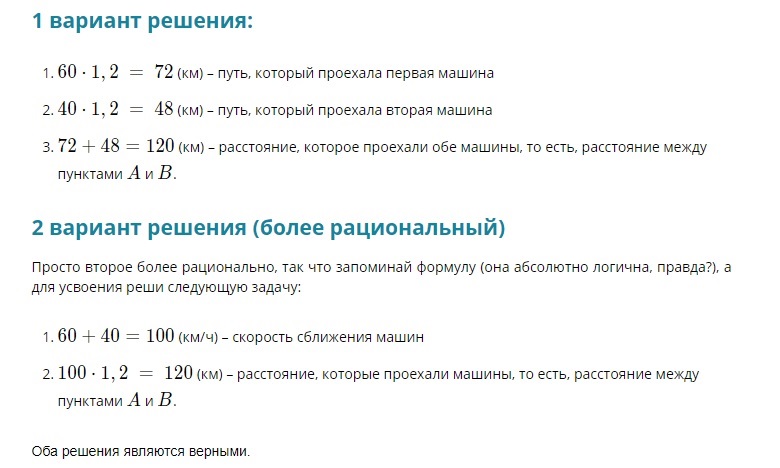 1 вариант решения:
1. 60 · 1, 2 = 72 (км) – путь, который проехала первая машина
2. 40 · 1, 2 = 48 (км) – путь, который проехала вторая машина
3. 72 + 48 = 120 (км) – расстояние, которое проехали обе машины, то есть, расстояние между
пунктами A и B.
2 вариант решения (более рациональный)
Просто второе более рационально, так что запоминай формулу (она абсолютно логична, правда?), а
для усвоения реши следующую задачу:
1. 60 + 40 = 100 (км/ч) – скорость сближения машин
2. 100 · 1, 2 = 120 (км) – расстояние, которые проехали машины, то есть, расстояние между
пунктами A и B.
Оба решения являются верными.